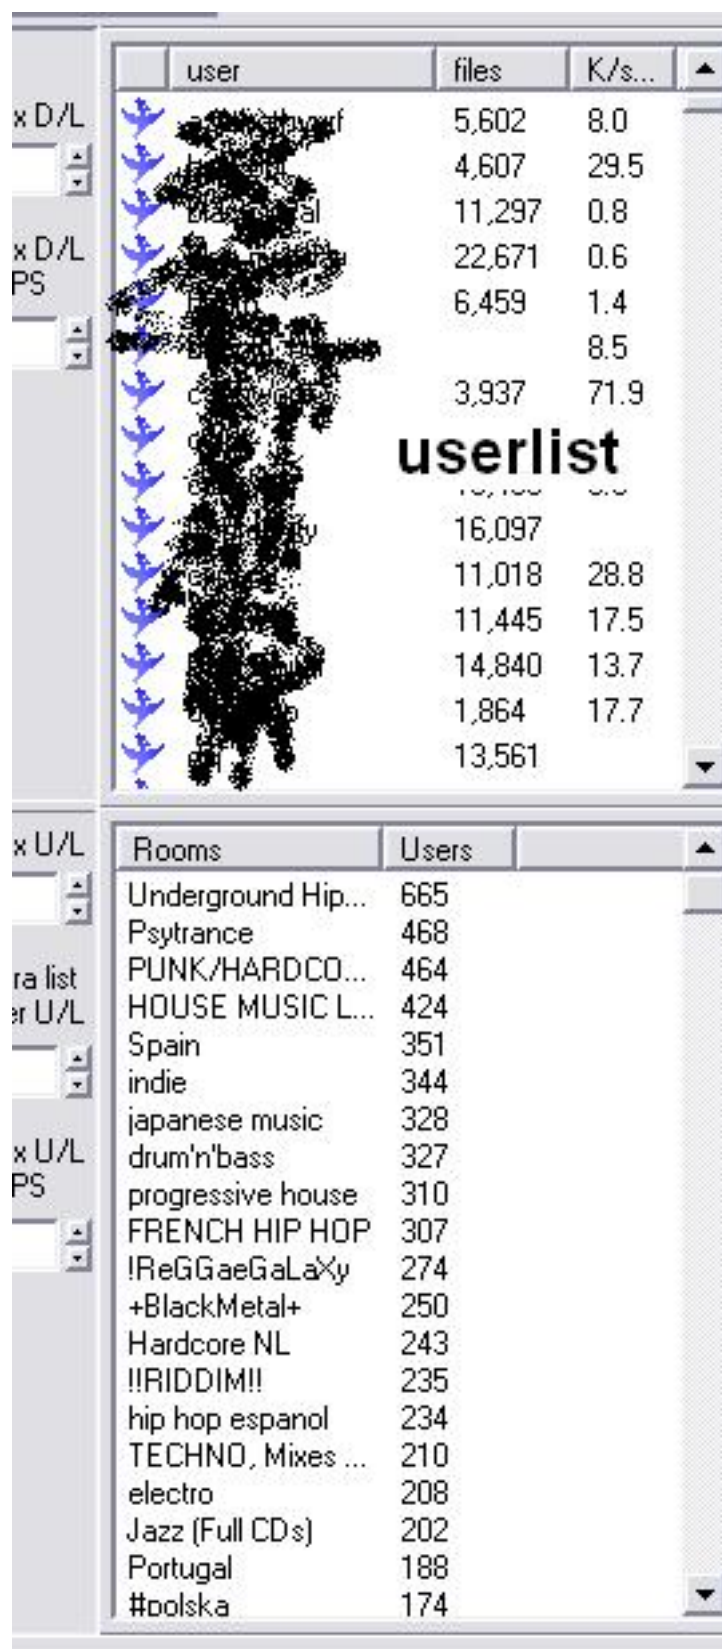 user files K/s...
x D/L 5,602 8.0
4,607 29.5
11,297 0.8
x D/L 22,671 0.6
PS 6,459 1.4
8.5
3,937 71.9
userlist
16,097
11,018 28.8
11,445 17.5
14,840 13.7
1,864 17.7
13,561
x U/L Rooms Users
Underground Hip... 665
Psytrance 468
ra list PUNK/HARDCO... 464
er U/L HOUSE MUSIC L... 424
Spain 351
indie 344
japanese music 328
x U/L drum'n'bass 327
PS progressive house 310
FRENCH HIP HOP 307
!ReGGaeGaLaXy 274
+BlackMetal+ 250
Hardcore NL 243
!!RIDDIM!! 235
hip hop espanol 234
TECHNO, Mixes ... 210
electro 208
Jazz (Full CDs) 202
Portugal 188
#polska 174